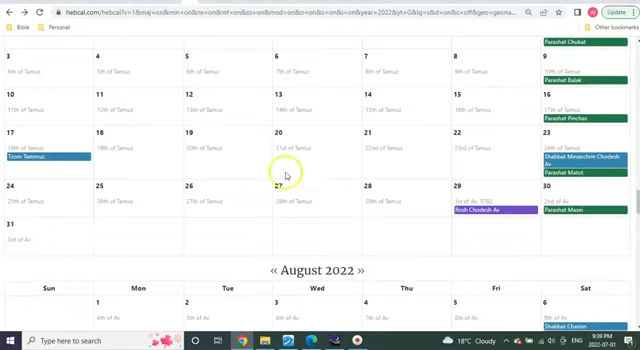 hebcal.com/hebcal?v=1&maj=on&min=on&nx=on&mf=on&ss=on&mod=on&o=on&s=on&i=on&year=2022&yt=G&lg=s&d=on&c=off&geo=geona...
Update
Bible Personal Other bookmarks
Parashat Chukat
3 4 5 6 7 8 9
4th of Tamuz 5th of Tamuz 6th of Tamuz 7th of Tamuz 8th of Tamuz 9th of Tamuz 10th of Tamuz
Parashat Balak
10 11 12 13 14 15 16
11th of Tamuz 12th of Tamuz 13th of Tamuz 14th of Tamuz 15th of Tamuz 16th of Tamuz 17th of Tamuz
Parashat Pinchas
17 18 19 20 21 22 23
18th of Tamuz 19th of Tamuz 20th of Tamuz 21st of Tamuz 22nd of Tamuz 23rd of Tamuz 24th of Tamuz
Tzom Tammuz Shabbat Mevarchim Chodesh
Av
Parashat Matot
24 25 26 27 28 29 30
25th of Tamuz 26th of Tamuz 27th of Tamuz 28th of Tamuz 29th of Tamuz 1st of Av, 5782 2nd of Av
Rosh Chodesh Av Parashat Masei
31
3rd of Av
« August 2022 »
Sun Mon Tue Wed Thu Fri Sat
1 2 3 4 5 6
4th of Av 5th of Av 6th of Av 7th of Av 8th of Av 9th of Av
Shabbat Chazon
Type here to search 18°C Cloudy ENG 9:39 PM
2022-07-01